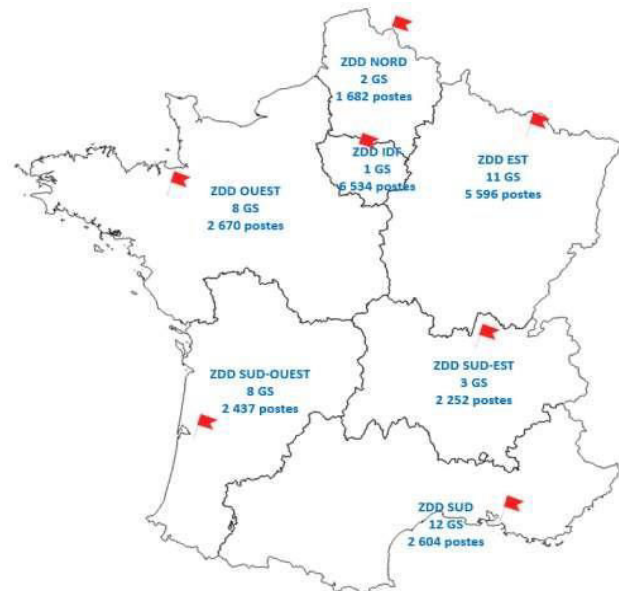 ZDD NORD
2 GS
1 682 postes
ZDD IDF
1 GS
6 534 postes
ZDD EST
11 GS
5 596 postes
ZDD OUEST
8 GS
2 670 postes
ZDD SUD-OUEST
8 GS
2 437 postes
ZDD SUD-EST
3 GS
2 252 postes
ZDD SUD
12 GS
2 604 postes